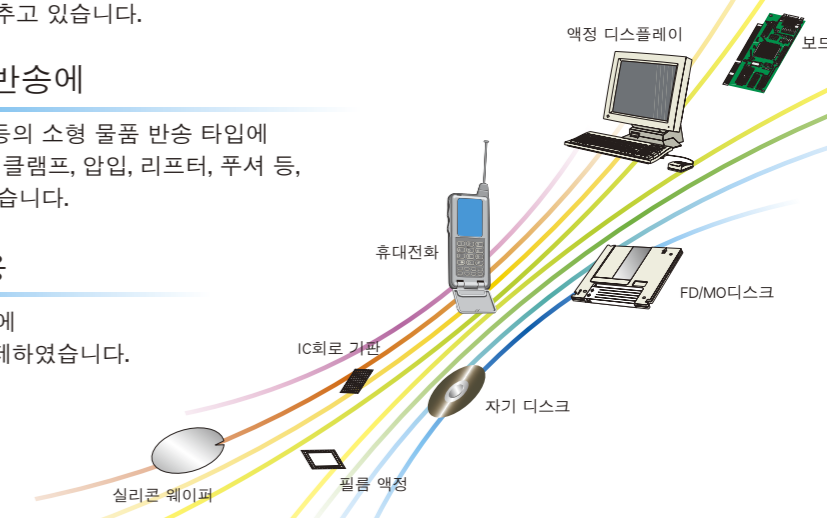 추고 있습니다.
반송에
등의 소형 물품 반송 타입에
클램프, 압입, 리프터, 푸셔 등,
습니다.
용
에
제하였습니다.
액정 디스플레이
보드
휴대전화
FD/MO디스크
IC회로 기판
자기 디스크
필름 액정
실리콘 웨이퍼